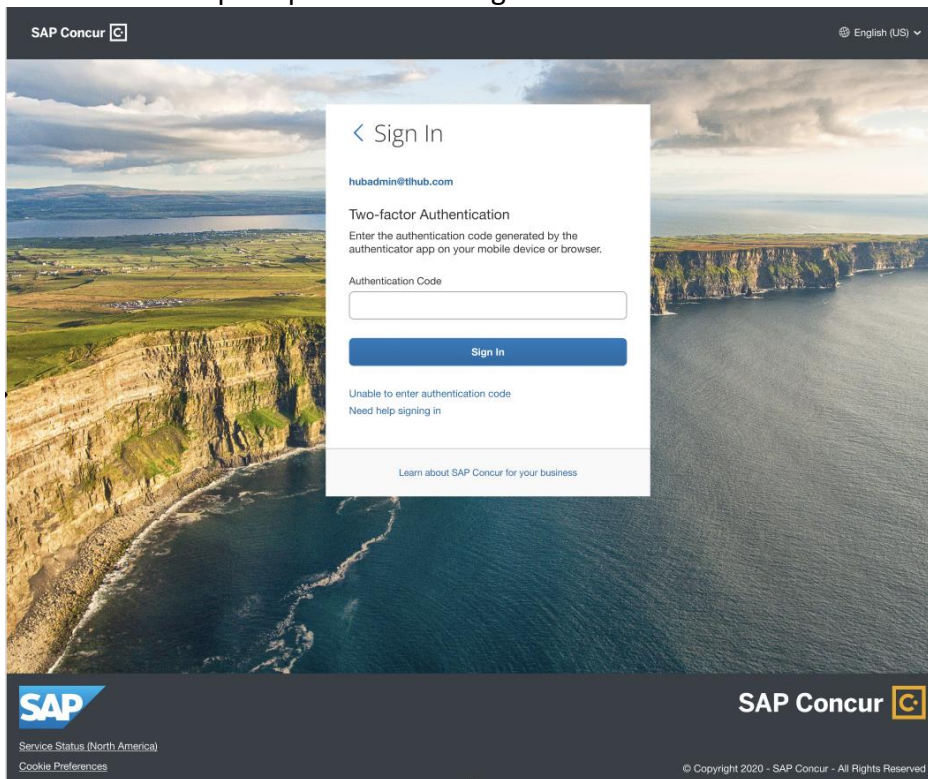 SAP Concur C
English (US)
Sign In
hubadmin@tlhub.com
Two-factor Authentication
Enter the authentication code generated by the
authenticator app on your mobile device or browser.
Authentication Code
Sign In
Unable to enter authentication code
Need help signing in
Learn about SAP Concur for your business
SAP
SAP Concur C
Service Status (North America)
Cookie Preferences
© Copyright 2020 - SAP Concur - All Rights Reserved